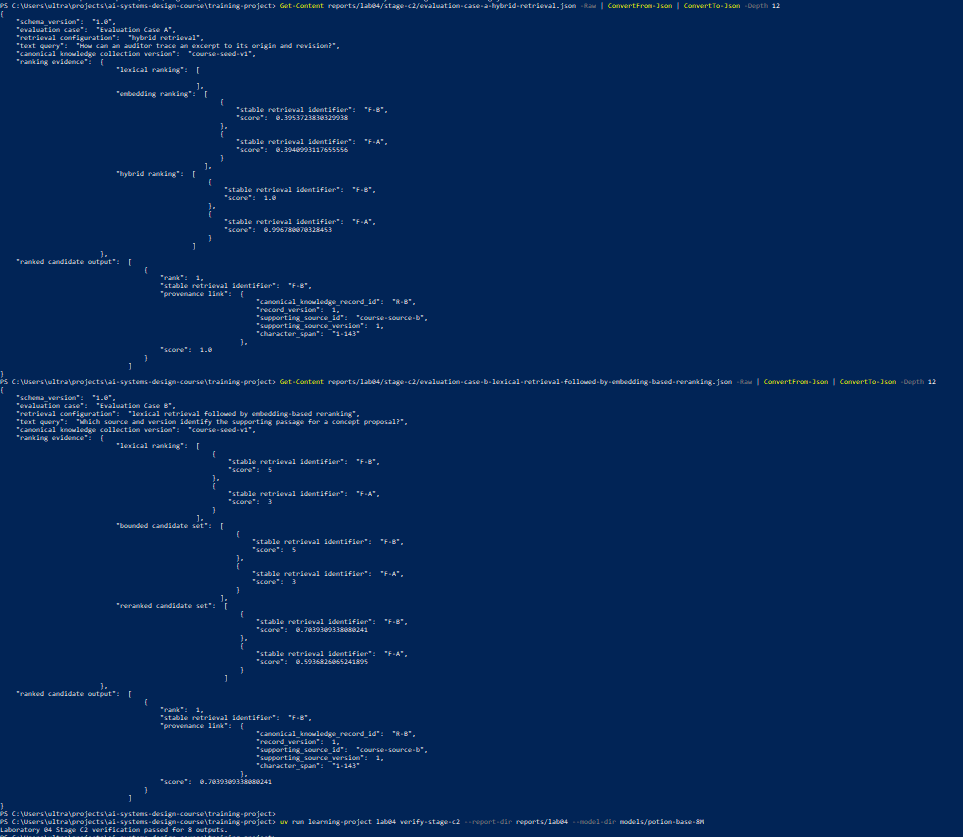 PS C:\Users\ultra\projects\ai-systems-design-course\training-project> Get-Content reports/lab04/stage-c2/evaluation-case-a-hybrid-retrieval.json -Raw | ConvertFrom-Json | ConvertTo-Json -Depth 12
{
"schema_version": "1.0",
"evaluation case": "Evaluation Case A",
"retrieval configuration": "hybrid retrieval",
"text query": "How can an auditor trace an excerpt to its origin and revision?",
"canonical knowledge collection version": "course-seed-v1",
"ranking evidence": {
"lexical ranking": [
],
"embedding ranking": [
{
"stable retrieval identifier": "F-B",
"score": 0.3953723830329938
},
{
"stable retrieval identifier": "F-A",
"score": 0.3940993117655556
}
],
"hybrid ranking": [
{
"stable retrieval identifier": "F-B",
"score": 1.0
},
{
"stable retrieval identifier": "F-A",
"score": 0.996780070328453
}
]
},
"ranked candidate output": [
{
"rank": 1,
"stable retrieval identifier": "F-B",
"provenance link": {
"canonical_knowledge_record_id": "R-B",
"record_version": 1,
"supporting_source_id": "course-source-b",
"supporting_source_version": 1,
"character_span": "1-143"
},
"score": 1.0
}
]
}
PS C:\Users\ultra\projects\ai-systems-design-course\training-project> Get-Content reports/lab04/stage-c2/evaluation-case-b-lexical-retrieval-followed-by-embedding-based-reranking.json -Raw | ConvertFrom-Json | ConvertTo-Json -Depth 12
{
"schema_version": "1.0",
"evaluation case": "Evaluation Case B",
"retrieval configuration": "lexical retrieval followed by embedding-based reranking",
"text query": "Which source and version identify the supporting passage for a concept proposal?",
"canonical knowledge collection version": "course-seed-v1",
"ranking evidence": {
"lexical ranking": [
{
"stable retrieval identifier": "F-B",
"score": 5
},
{
"stable retrieval identifier": "F-A",
"score": 3
}
],
"bounded candidate set": [
{
"stable retrieval identifier": "F-B",
"score": 5
},
{
"stable retrieval identifier": "F-A",
"score": 3
}
],
"reranked candidate set": [
{
"stable retrieval identifier": "F-B",
"score": 0.7039309338080241
},
{
"stable retrieval identifier": "F-A",
"score": 0.5936826065241895
}
]
},
"ranked candidate output": [
{
"rank": 1,
"stable retrieval identifier": "F-B",
"provenance link": {
"canonical_knowledge_record_id": "R-B",
"record_version": 1,
"supporting_source_id": "course-source-b",
"supporting_source_version": 1,
"character_span": "1-143"
},
"score": 0.7039309338080241
}
]
}
PS C:\Users\ultra\projects\ai-systems-design-course\training-project>
PS C:\Users\ultra\projects\ai-systems-design-course\training-project> uv run learning-project lab04 verify-stage-c2 --report-dir reports/lab04 --model-dir models/potion-base-8M
Laboratory 04 Stage C2 verification passed for 8 outputs.